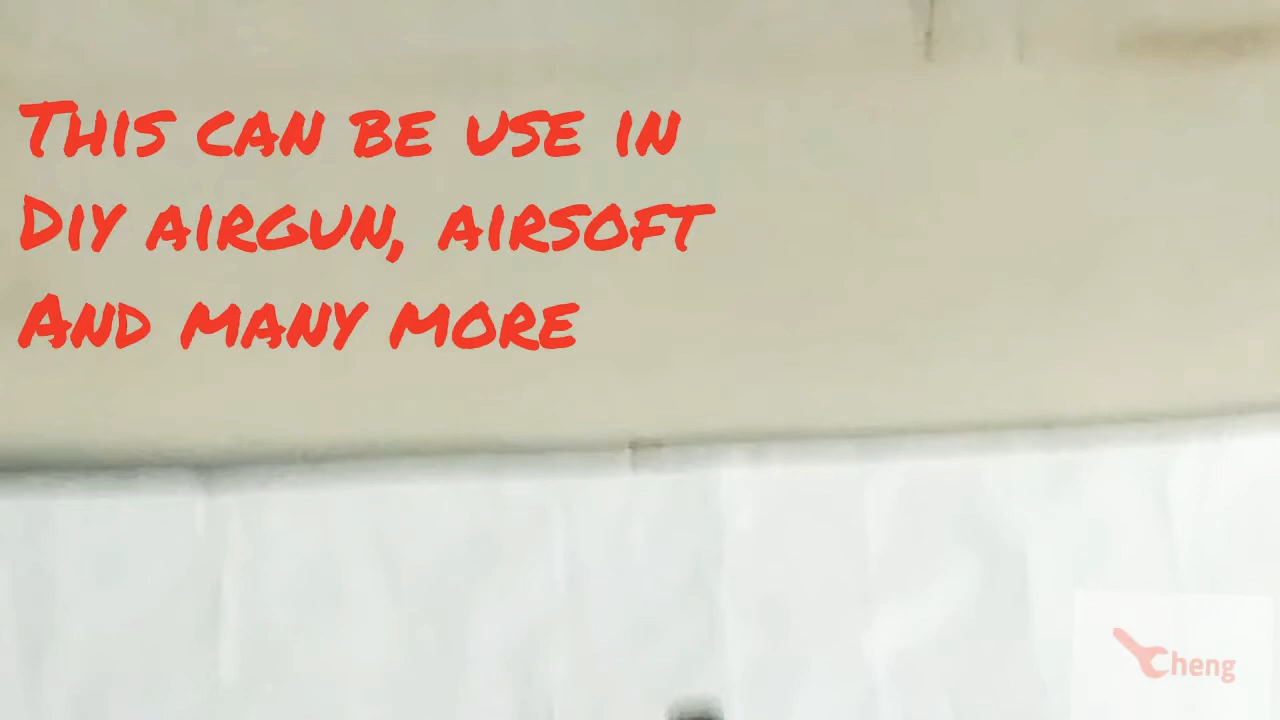 This can be use in
Diy airgun, airsoft
And many more
Cheng